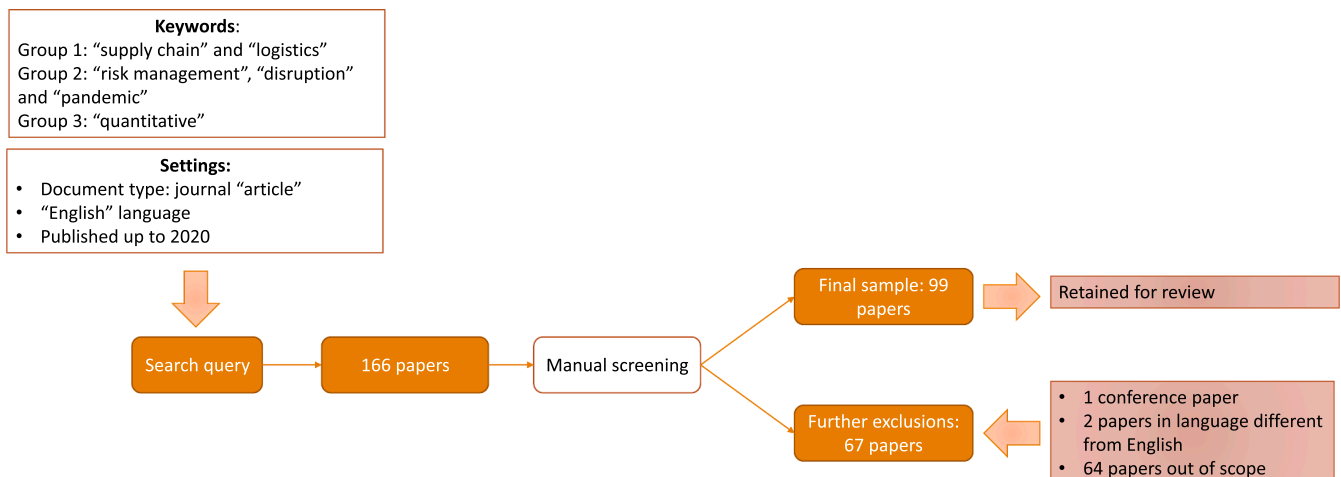 Keywords:
Group 1: “supply chain” and “logistics”
Group 2: “risk management”, “disruption”
and “pandemic”
Group 3: “quantitative”
Settings:
• Document type: journal “article”
• “English” language
• Published up to 2020
Search query
166 papers
Manual screening
Final sample: 99
papers
Retained for review
Further exclusions:
67 papers
• 1 conference paper
• 2 papers in language different
from English
• 64 papers out of scope